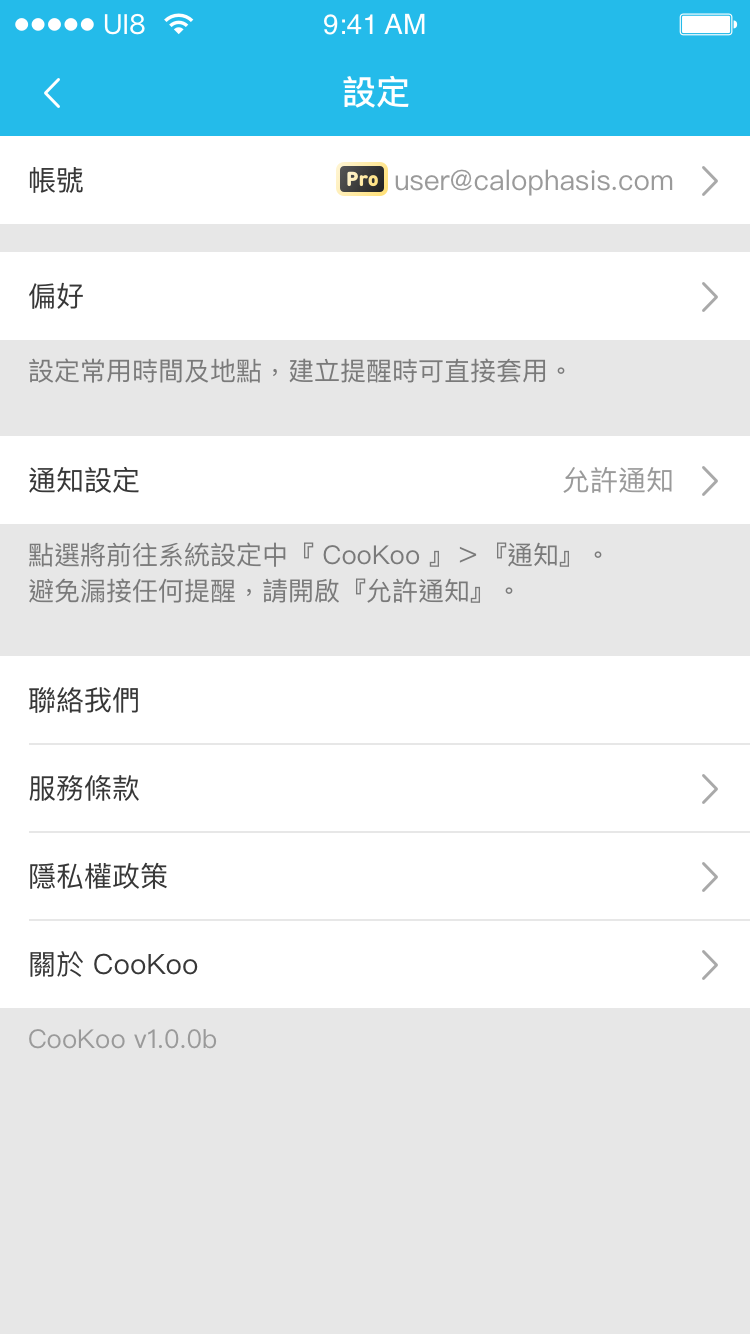 UI8 9:41 AM
設定
帳號 Pro user@calophasis.com
偏好
設定常用時間及地點，建立提醒時可直接套用。
通知設定 允許通知
點選將前往系統設定中『 CooKoo 』＞『通知』。
避免漏接任何提醒，請開啟『允許通知』。
聯絡我們
服務條款
隱私權政策
關於 CooKoo
CooKoo v1.0.0b